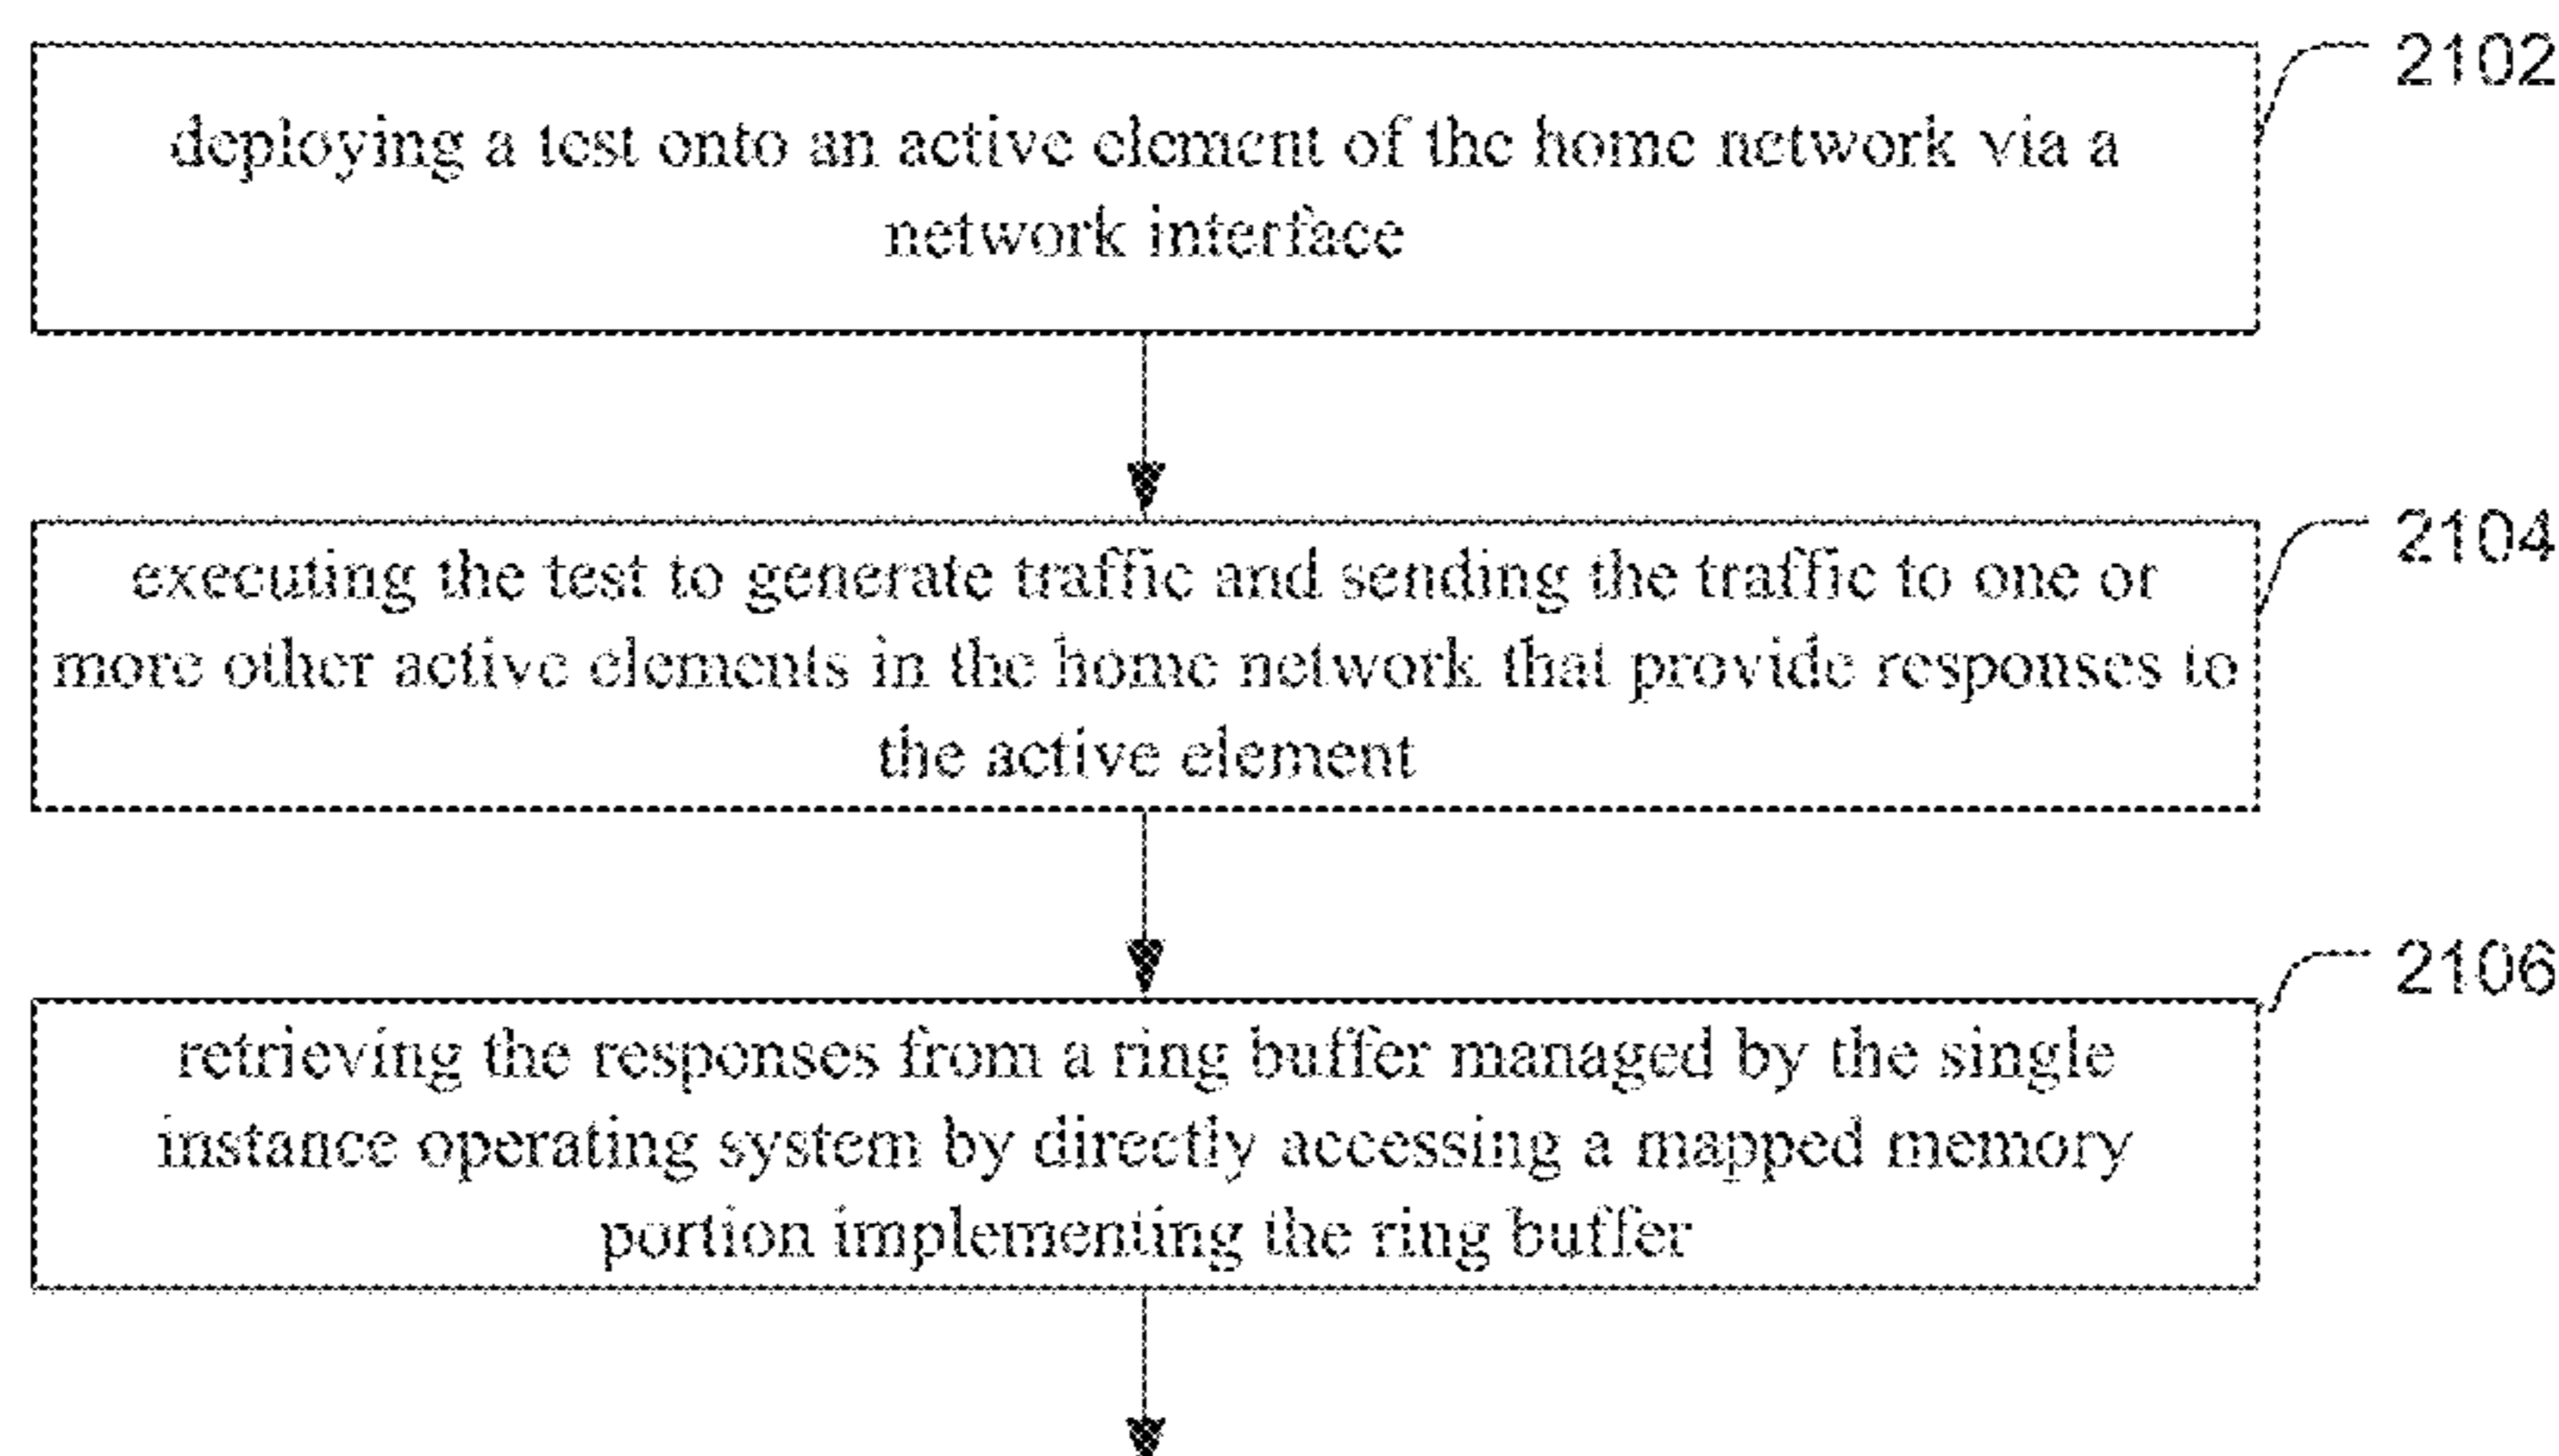 2102
deploying a test onto an active element of the home network via a
network interface
2104
executing the test to generate traffic and sending the traffic to one or
more other active elements in the home network that provide responses to
the active element
2106
retrieving the responses from a ring buffer managed by the single
instance operating system by directly accessing a mapped memory
portion implementing the ring buffer